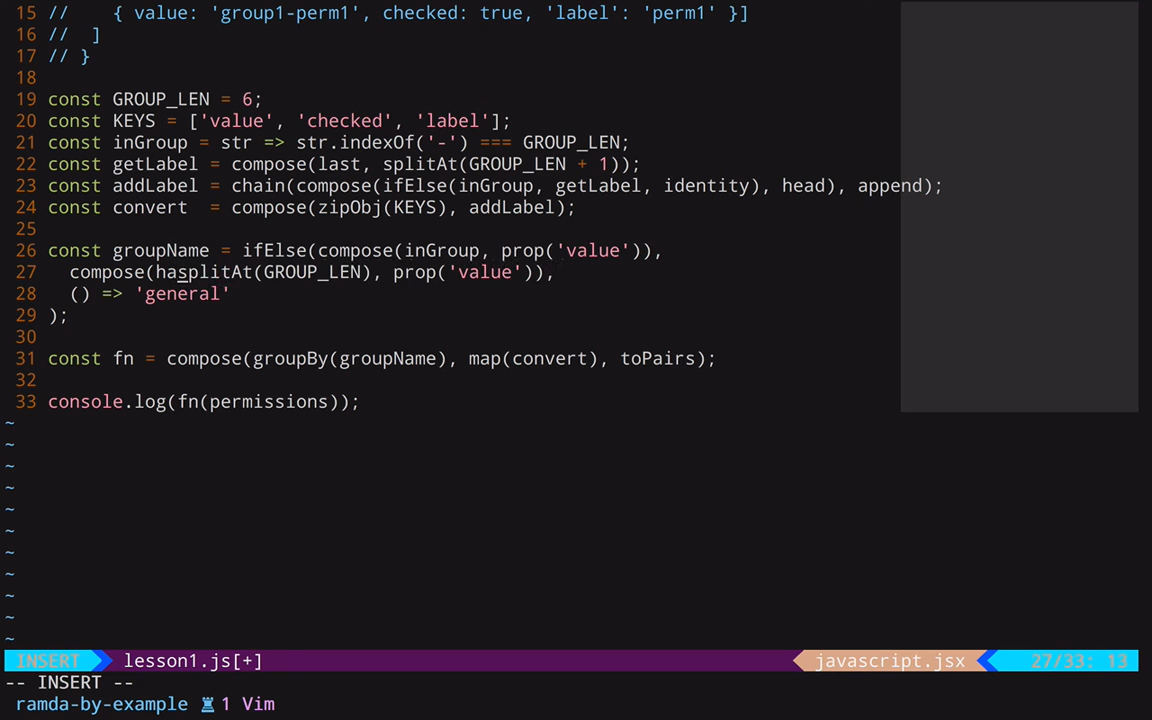 15 //    { value: 'group1-perm1', checked: true, 'label': 'perm1' }]
16 //  ]
17 // }
18
19 const GROUP_LEN = 6;
20 const KEYS = ['value', 'checked', 'label'];
21 const inGroup = str => str.indexOf('-') === GROUP_LEN;
22 const getLabel = compose(last, splitAt(GROUP_LEN + 1));
23 const addLabel = chain(compose(ifElse(inGroup, getLabel, identity), head), append);
24 const convert  = compose(zipObj(KEYS), addLabel);
25
26 const groupName = ifElse(compose(inGroup, prop('value')),
27   compose(hasplitAt(GROUP_LEN), prop('value')),
28   () => 'general'
29 );
30
31 const fn = compose(groupBy(groupName), map(convert), toPairs);
32
33 console.log(fn(permissions));
~
~
~
~
~
~
~
~
~
~
~
INSERT lesson1.js[+] javascript.jsx 27/33: 13
-- INSERT --
ramda-by-example 1 Vim